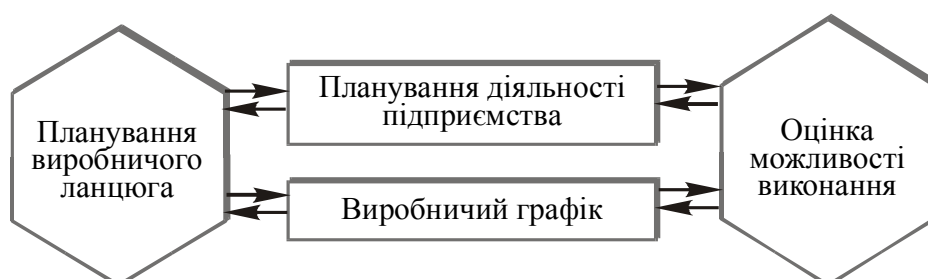 Планування
виробничого
ланцюга
Планування діяльності
підприємства
Виробничий графік
Оцінка
можливості
виконання